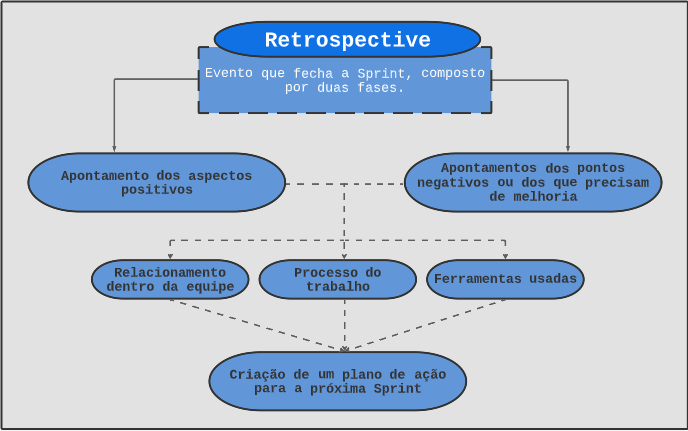 Retrospective
Evento que fecha a Sprint, composto
por duas fases.
Apontamento dos aspectos
positivos
Apontamentos dos pontos
negativos ou dos que precisam
de melhoria
Relacionamento
dentro da equipe
Processo do
trabalho
Ferramentas usadas
Criação de um plano de ação
para a próxima Sprint